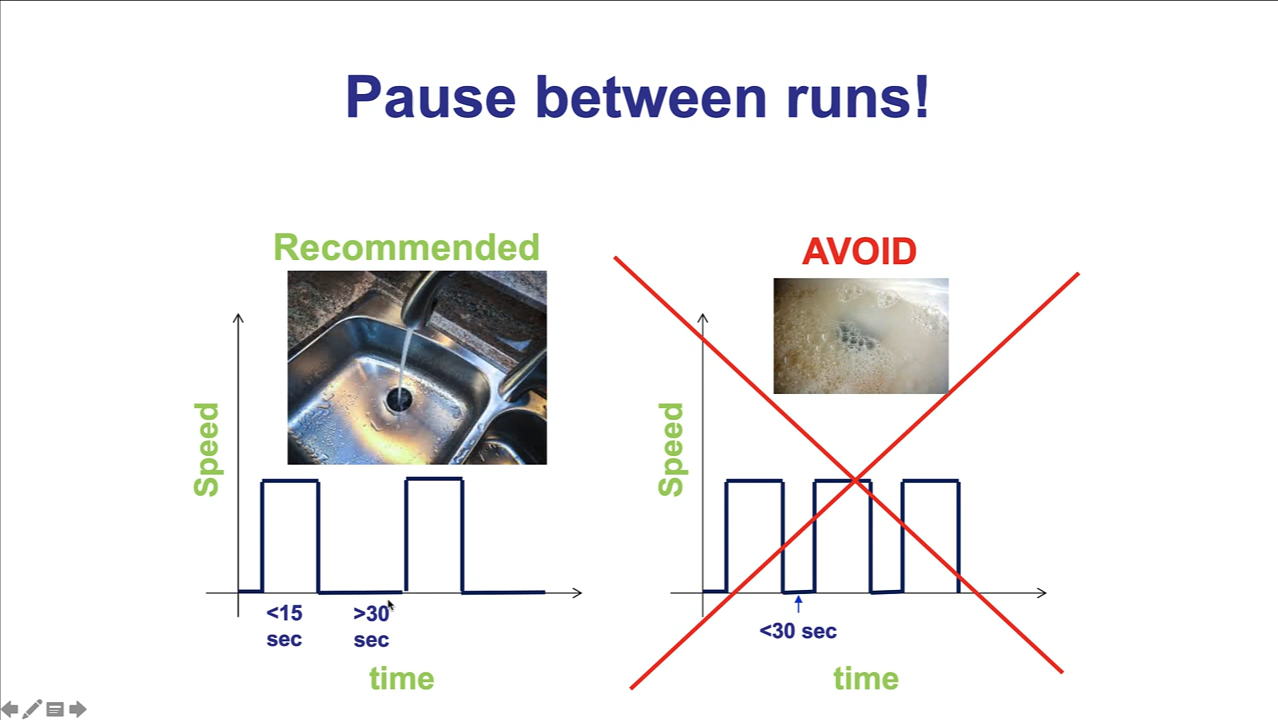 Pause between runs!
Recommended
Speed
<15
sec
>30
sec
time
AVOID
Speed
<30 sec
time